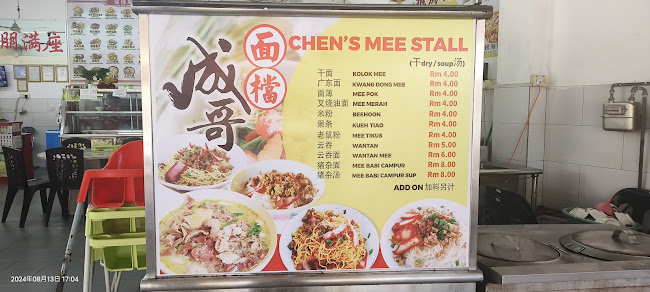 朋滿座
成哥
面檔
CHEN'S MEE STALL
(干dry / soup汤)
干面 KOLOK MEE Rm 4.00
广东面 KWANG DONG MEE Rm 4.00
面薄 MEE POK Rm 4.00
叉烧油面 MEE MERAH Rm 4.00
米粉 BEEHOON Rm 4.00
果条 KUEH TIAO Rm 4.00
老鼠粉 MEE TIKUS Rm 4.00
云吞 WANTAN Rm 5.00
云吞面 WANTAN MEE Rm 6.00
猪杂面 MEE BABI CAMPUR Rm 8.00
猪杂汤 MEE BABI CAMPUR SUP Rm 8.00
ADD ON 加料另计
2024年08月13日 17:04